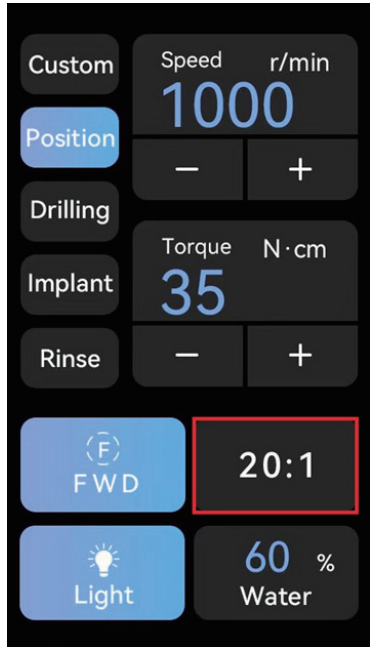 Custom
Position
Drilling
Implant
Rinse
Speed r/min
1000
− +
Torque N·cm
35
− +
(F)
FWD
20:1
Light
60 %
Water